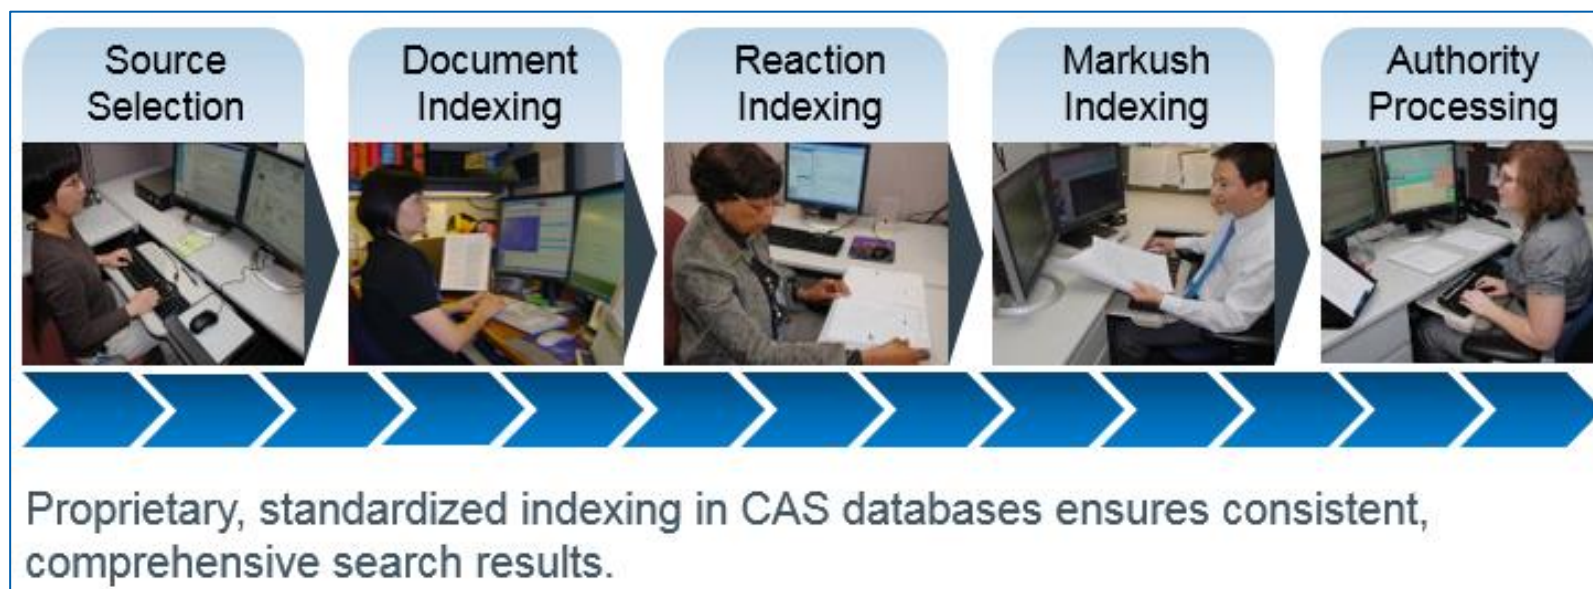 Source
Selection
Document
Indexing
Reaction
Indexing
Markush
Indexing
Authority
Processing
Proprietary, standardized indexing in CAS databases ensures consistent,
comprehensive search results.